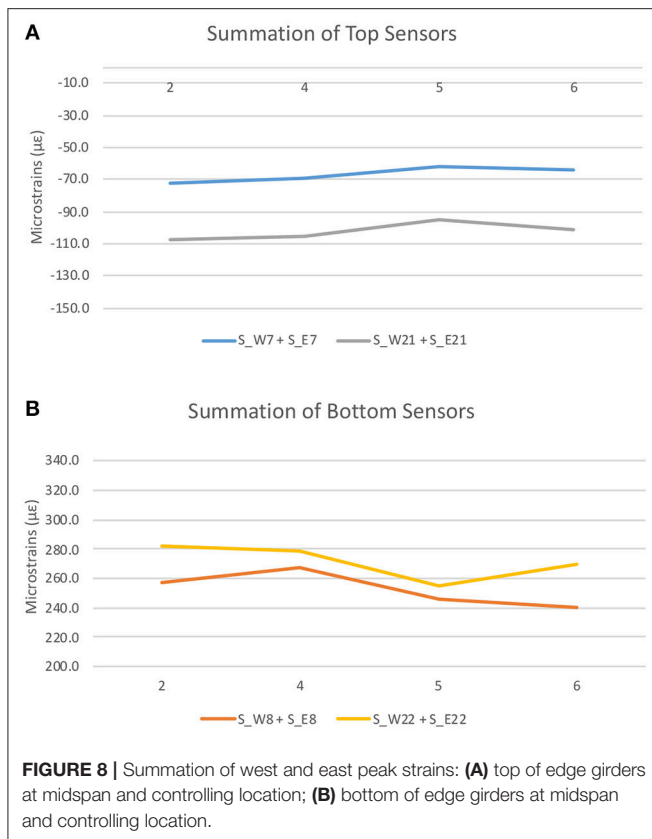 A
Summation of Top Sensors
-10.0
2 4 5 6
-30.0
-50.0
-70.0
-90.0
-110.0
-130.0
-150.0
Microstrains (με)
S_W7 + S_E7 S_W21 + S_E21
B
Summation of Bottom Sensors
340.0
320.0
300.0
280.0
260.0
240.0
220.0
200.0
Microstrains (με)
2 4 5 6
S_W8 + S_E8 S_W22 + S_E22
FIGURE 8 | Summation of west and east peak strains: (A) top of edge girders
at midspan and controlling location; (B) bottom of edge girders at midspan
and controlling location.